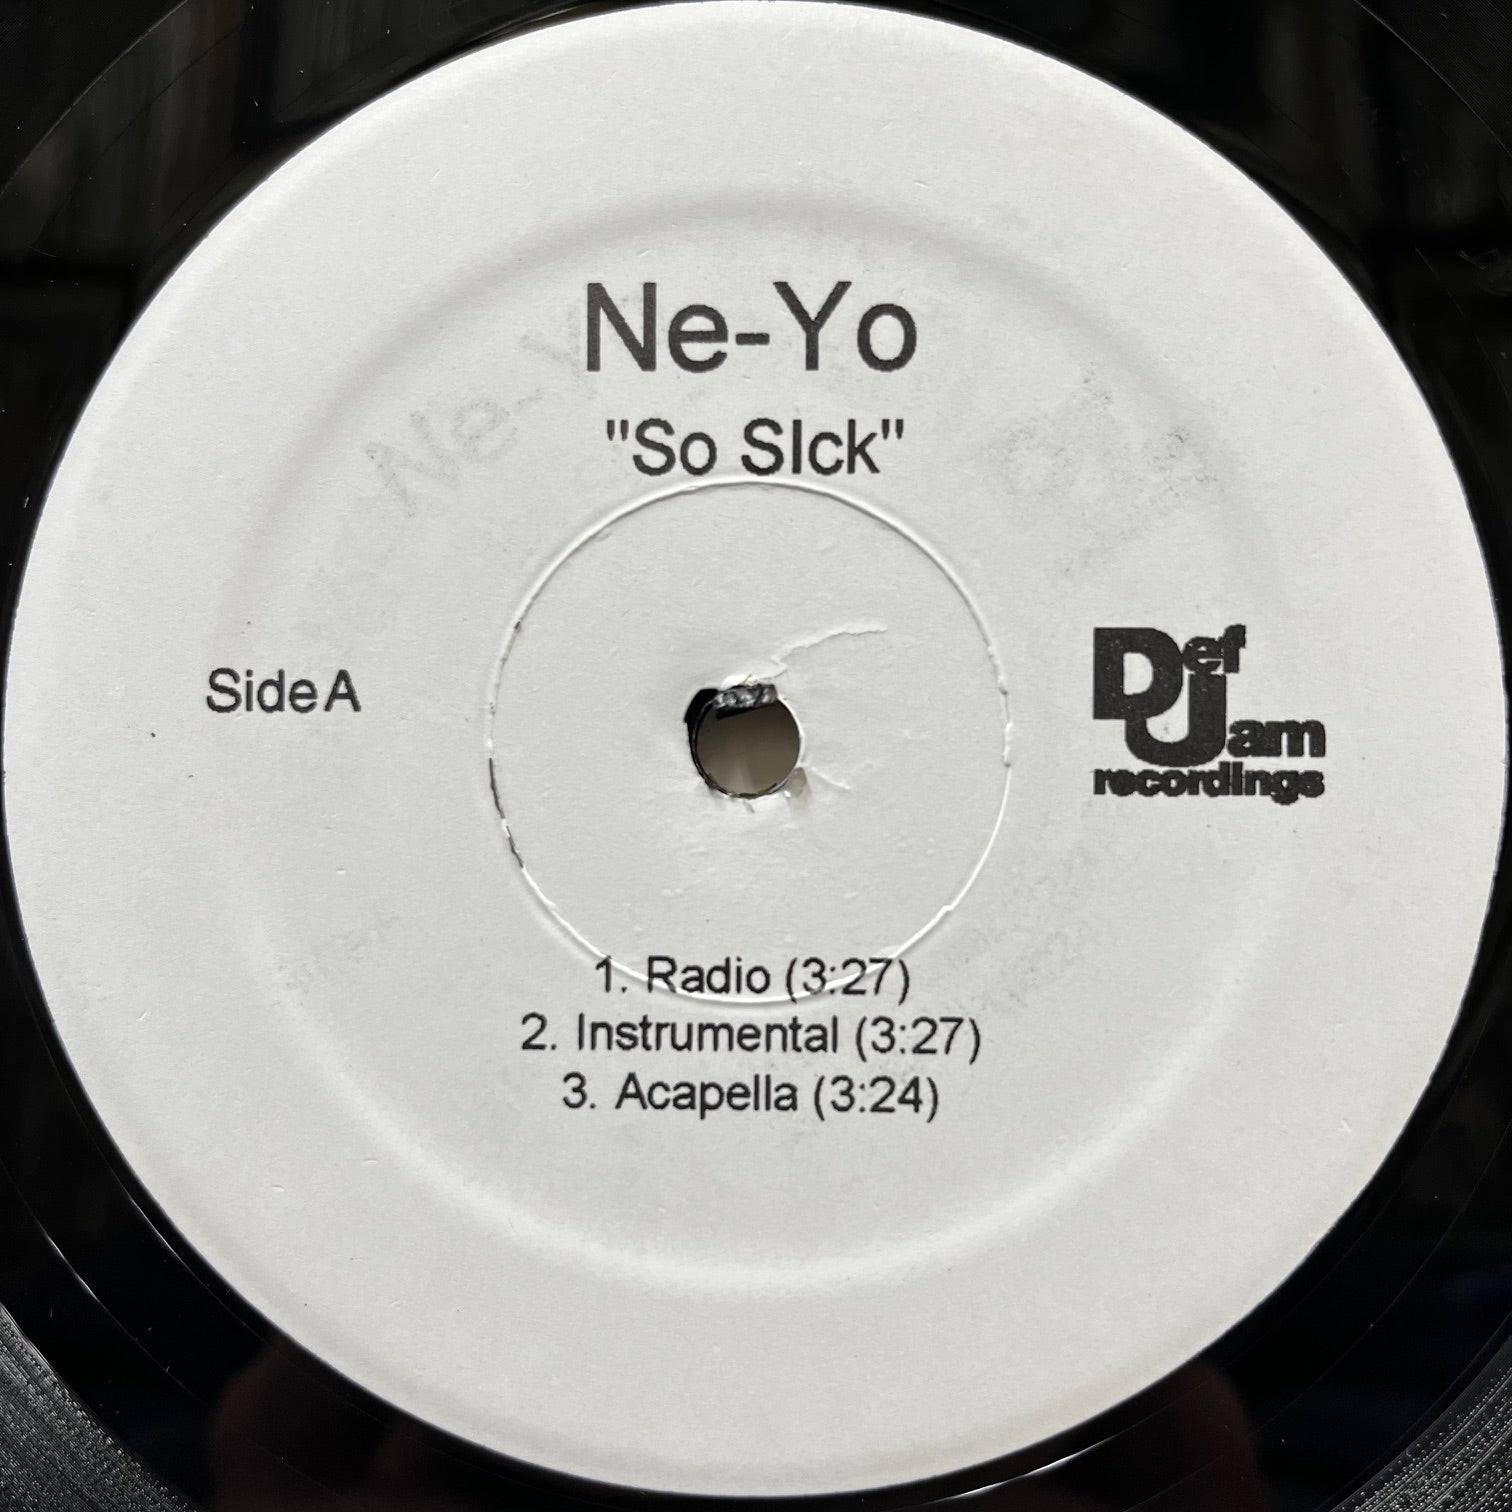 Ne-Yo
"So SIck"
Side A
Def
Jam
recordings
1. Radio (3:27)
2. Instrumental (3:27)
3. Acapella (3:24)